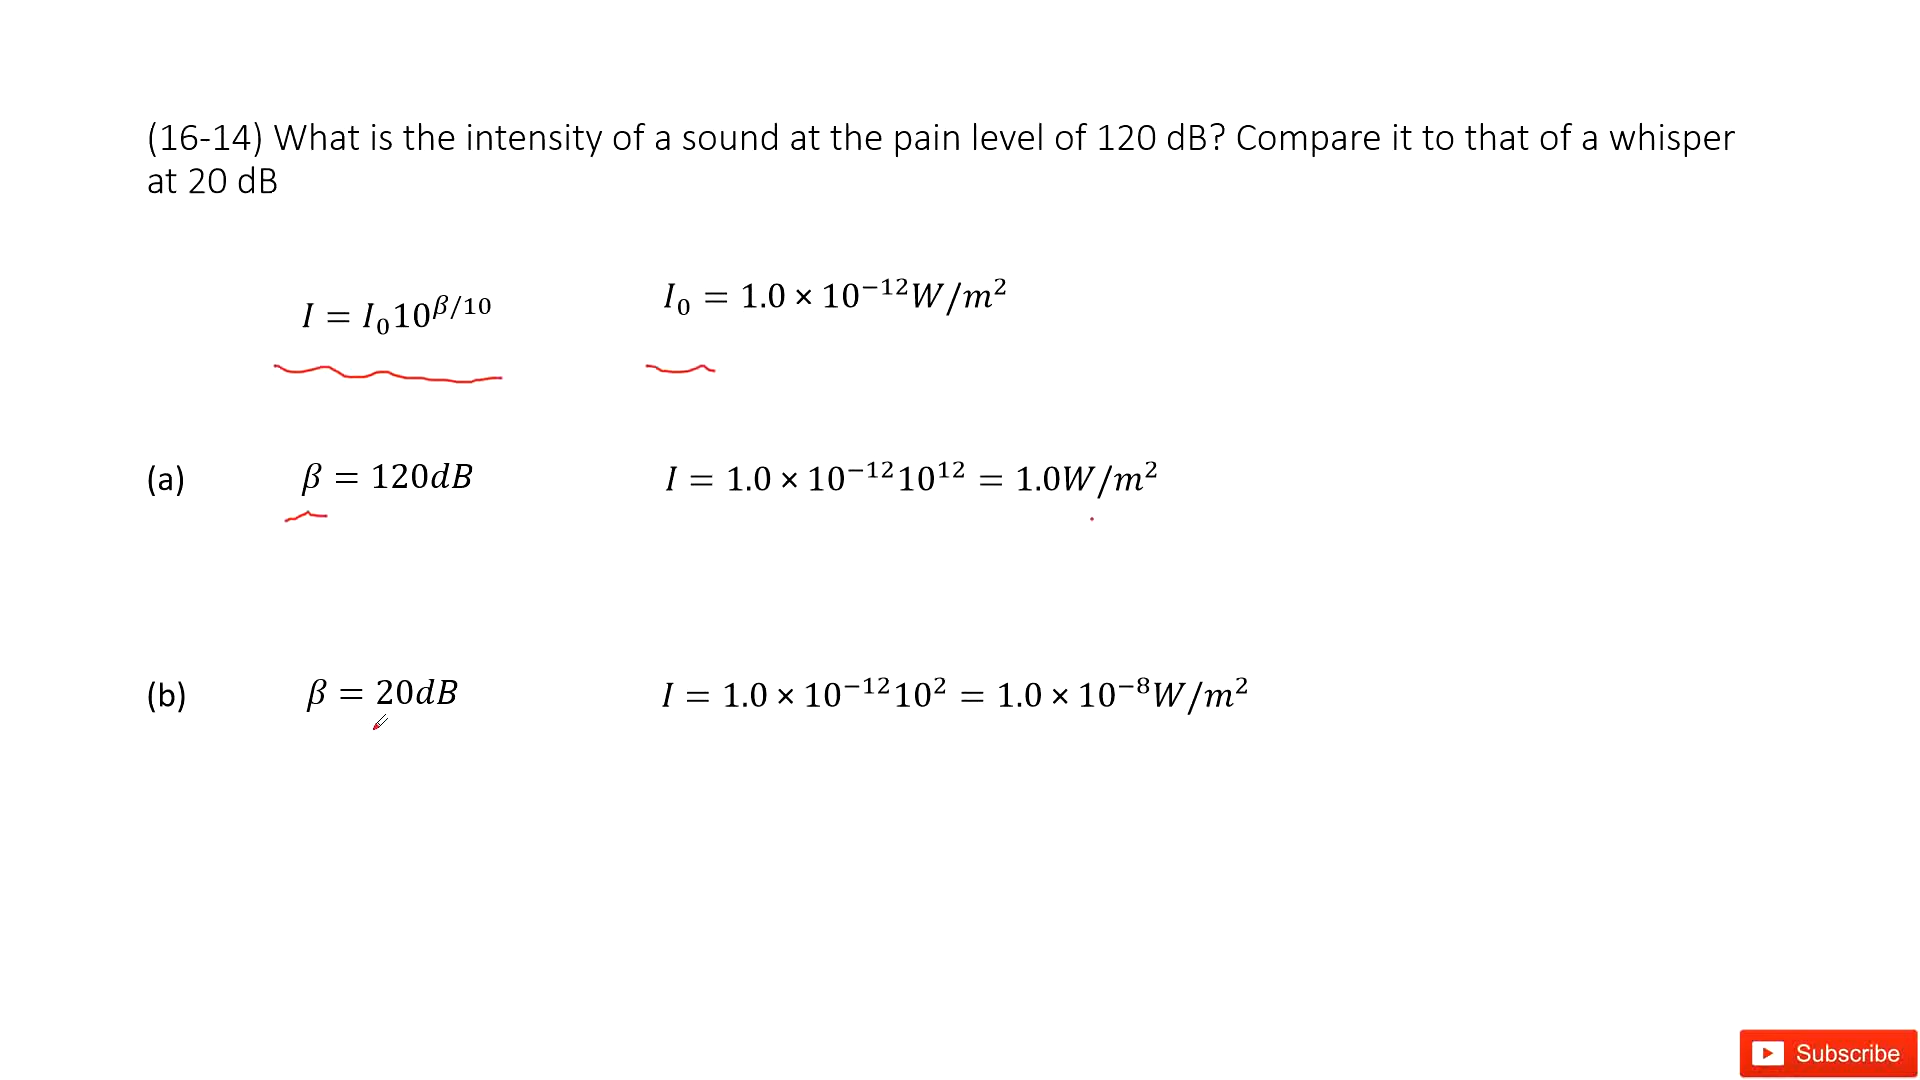 (16-14) What is the intensity of a sound at the pain level of 120 dB? Compare it to that of a whisper
at 20 dB
I = I₀10^{β/10}
I₀ = 1.0 × 10⁻¹²W/m²
(a) β = 120dB I = 1.0 × 10⁻¹²10¹² = 1.0W/m²
(b) β = 20dB I = 1.0 × 10⁻¹²10² = 1.0 × 10⁻⁸W/m²
Subscribe